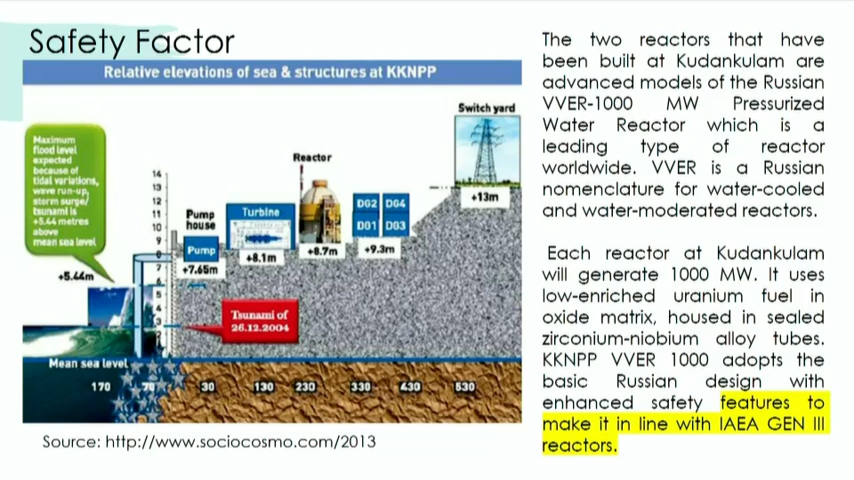 Safety Factor
Relative elevations of sea & structures at KKNPP
Maximum
flood level
expected
because of
tidal variations,
wave run-up,
storm surge/
tsunami is
+5.44 metres
above
mean sea level
+5.44m
14
13
12
11
10
9
8
6
5
4
3
2
Pump
house
Pump
+7.65m
Turbine
+8.1m
Reactor
+8.7m
DG2 DG4
DG1 DG3
+9.3m
Switch yard
+13m
Tsunami of
26.12.2004
Mean sea level
170 70 30 130 230 330 430 530
Source: http://www.sociocosmo.com/2013
The two reactors that have
been built at Kudankulam are
advanced models of the Russian
VVER-1000 MW Pressurized
Water Reactor which is a
leading type of reactor
worldwide. VVER is a Russian
nomenclature for water-cooled
and water-moderated reactors.
Each reactor at Kudankulam
will generate 1000 MW. It uses
low-enriched uranium fuel in
oxide matrix, housed in sealed
zirconium-niobium alloy tubes.
KKNPP VVER 1000 adopts the
basic Russian design with
enhanced safety features to
make it in line with IAEA GEN III
reactors.